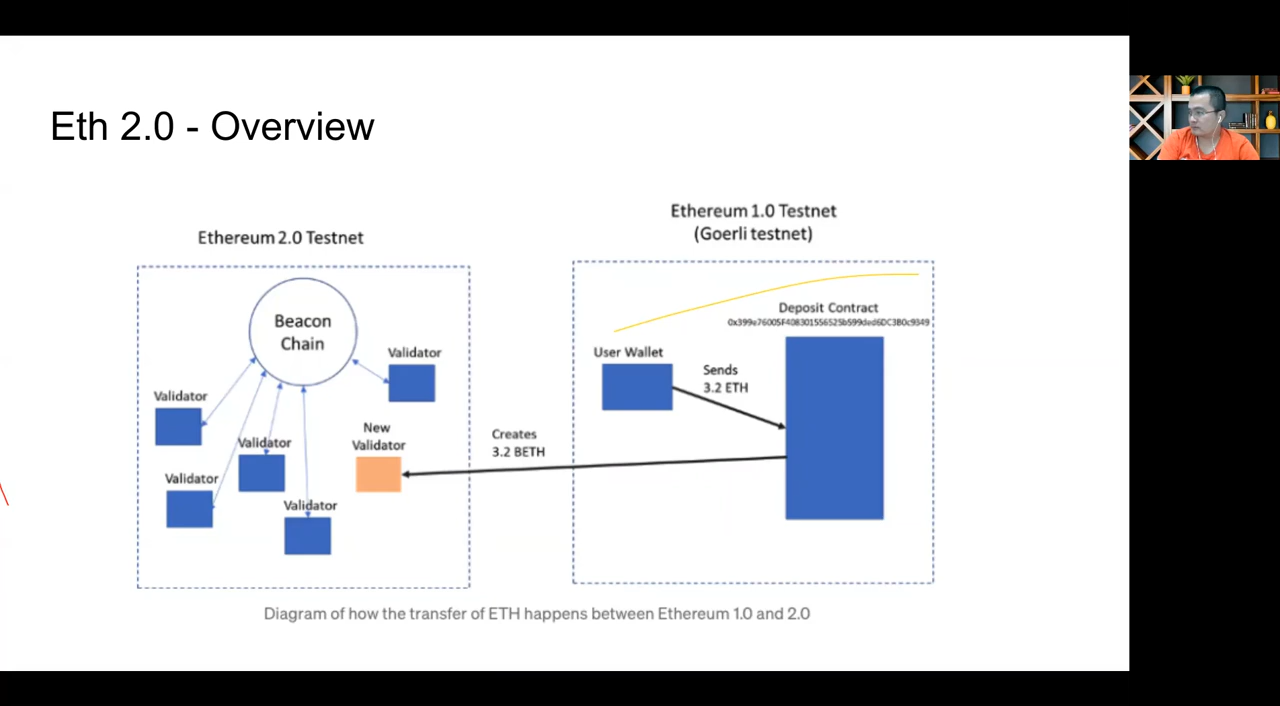 Eth 2.0 - Overview
Ethereum 2.0 Testnet
Beacon
Chain
Validator
Validator
Validator
Validator
Validator
New
Validator
Creates
3.2 BETH
Ethereum 1.0 Testnet
(Goerli testnet)
Deposit Contract
User Wallet
Sends
3.2 ETH
Diagram of how the transfer of ETH happens between Ethereum 1.0 and 2.0